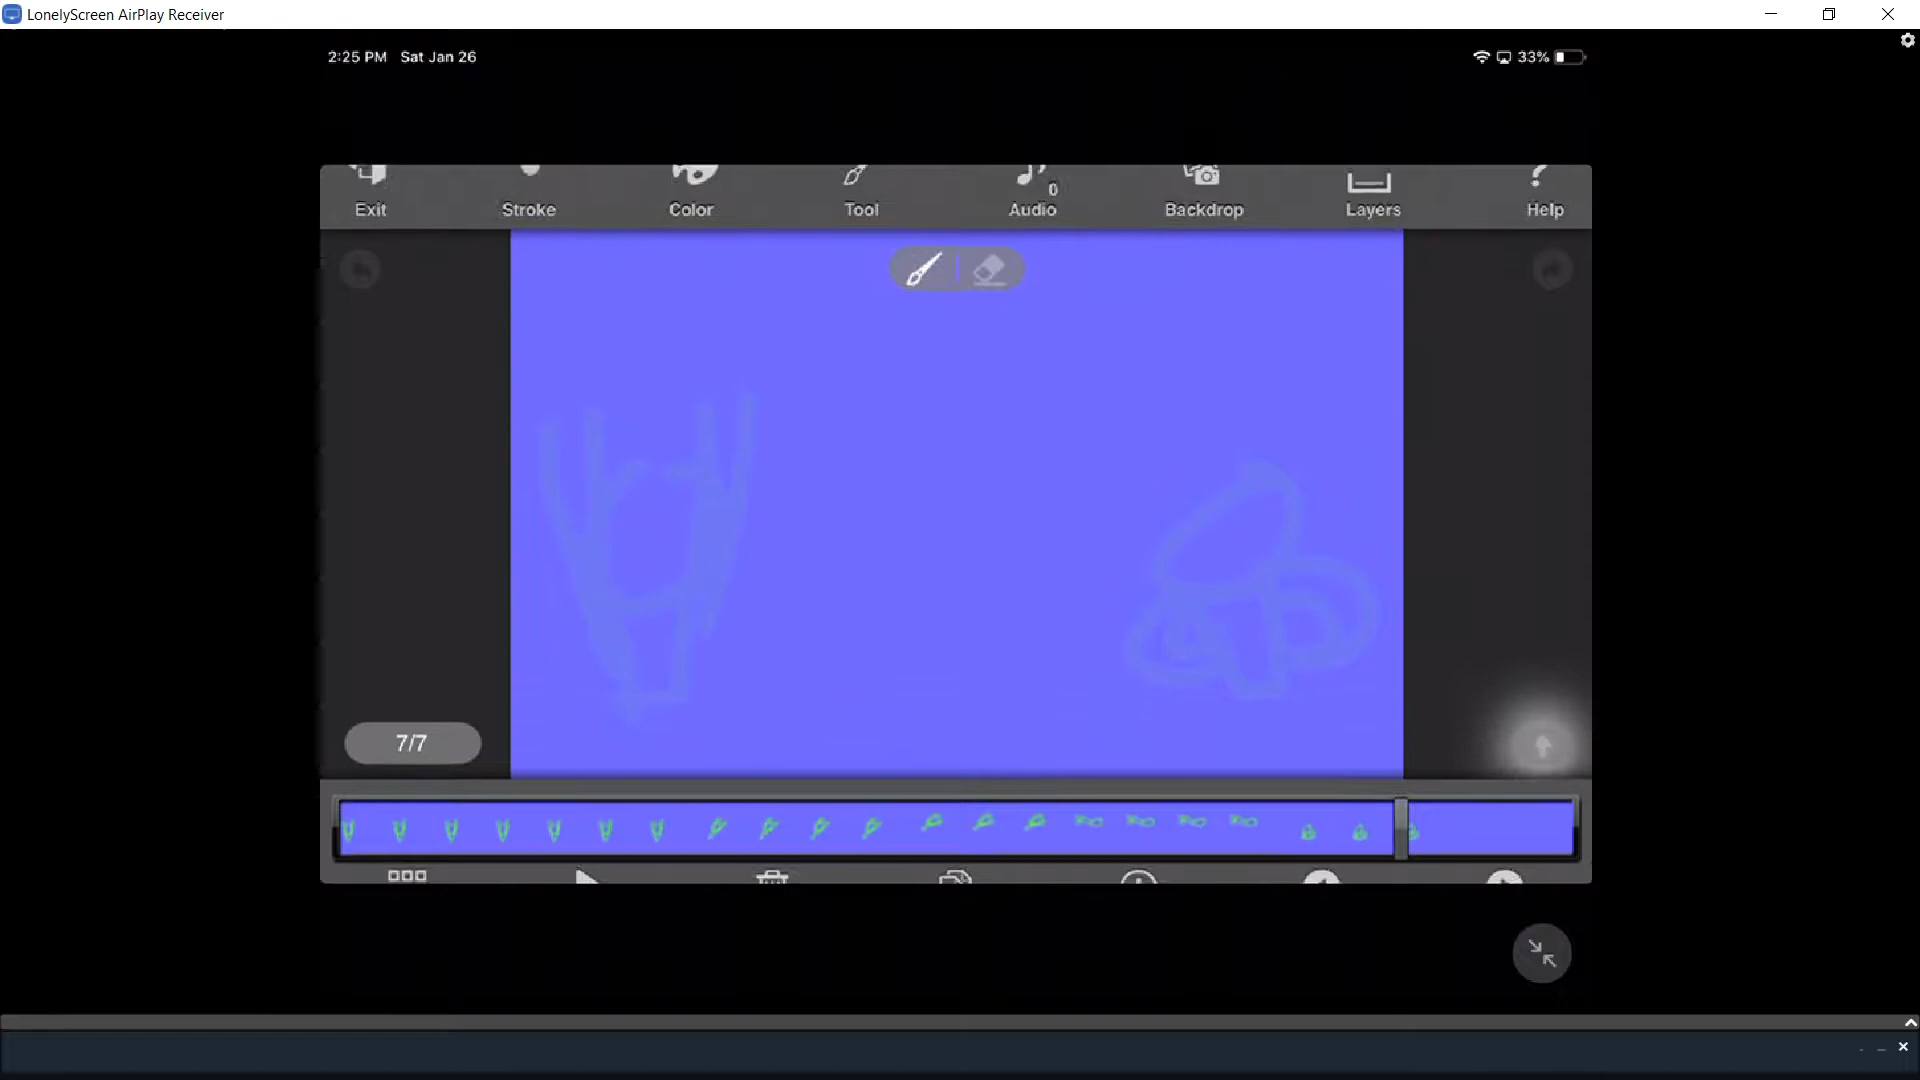 LonelyScreen AirPlay Receiver
2:25 PM Sat Jan 26 33%
Exit Stroke Color Tool Audio 0 Backdrop Layers Help
7/7